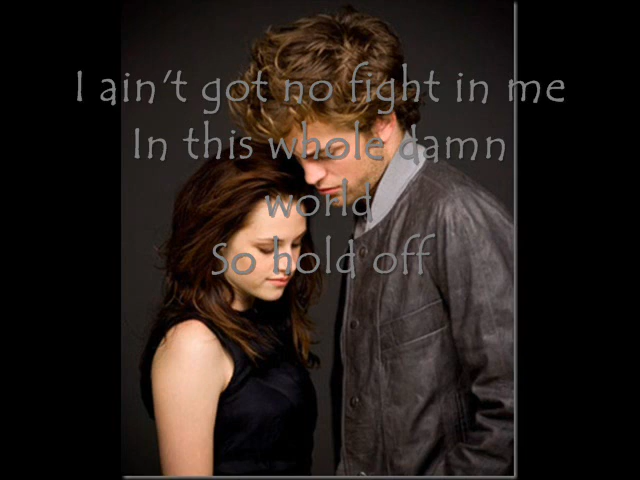 I ain't got no fight in me
In this whole damn
world
So hold off